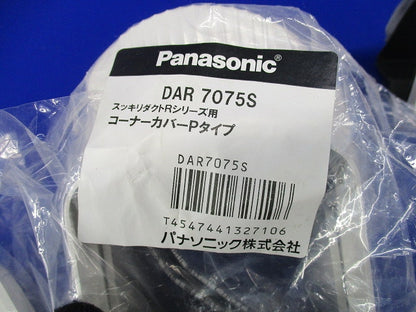 Panasonic
DAR 7075S
スッキリダクトRシリーズ用
コーナーカバーPタイプ
DAR7075S
T4547441327106
パナソニック株式会社